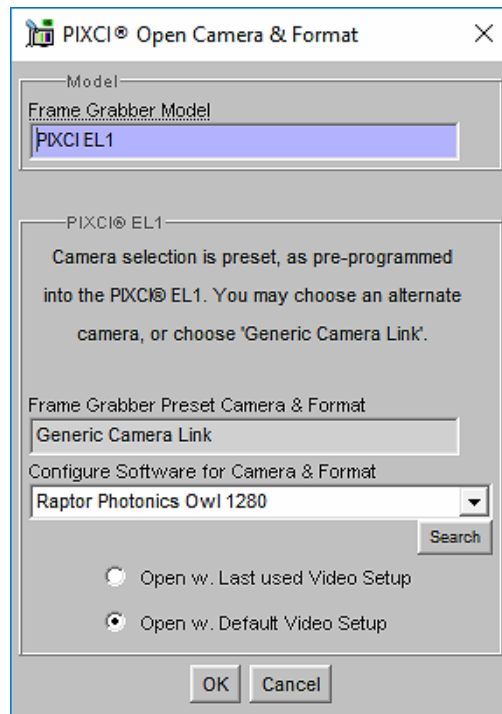 PIXCI® Open Camera & Format
Model
Frame Grabber Model
PIXCI EL1
PIXCI® EL1
Camera selection is preset, as pre-programmed
into the PIXCI® EL1. You may choose an alternate
camera, or choose 'Generic Camera Link'.
Frame Grabber Preset Camera & Format
Generic Camera Link
Configure Software for Camera & Format
Raptor Photonics Owl 1280
Search
Open w. Last used Video Setup
Open w. Default Video Setup
OK Cancel